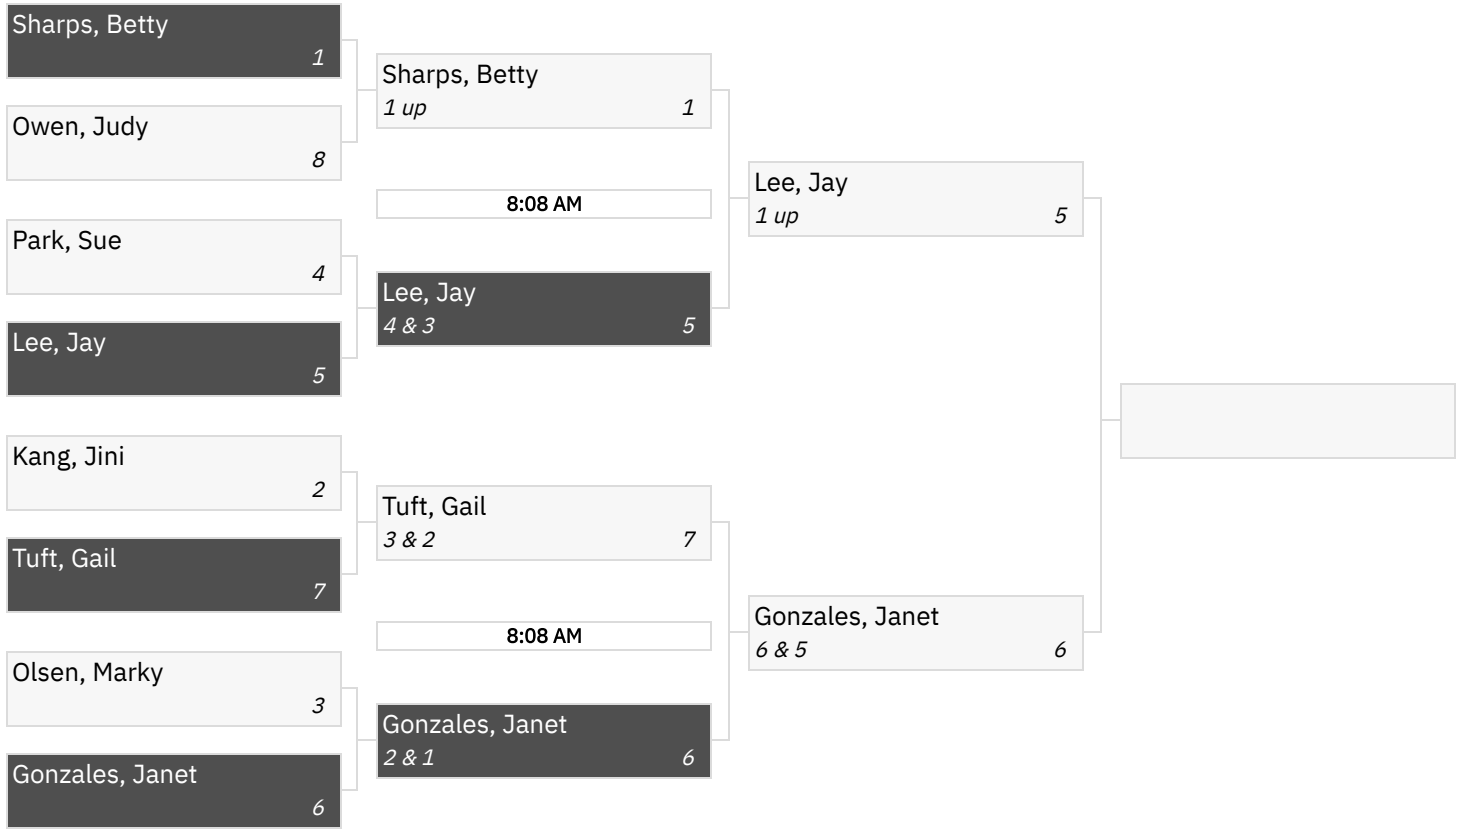 Sharps, Betty
1
Owen, Judy
8
Park, Sue
4
Lee, Jay
5
Kang, Jini
2
Tuft, Gail
7
Olsen, Marky
3
Gonzales, Janet
6
Sharps, Betty
1 up 1
8:08 AM
Lee, Jay
4 & 3 5
Tuft, Gail
3 & 2 7
8:08 AM
Gonzales, Janet
2 & 1 6
Lee, Jay
1 up 5
Gonzales, Janet
6 & 5 6